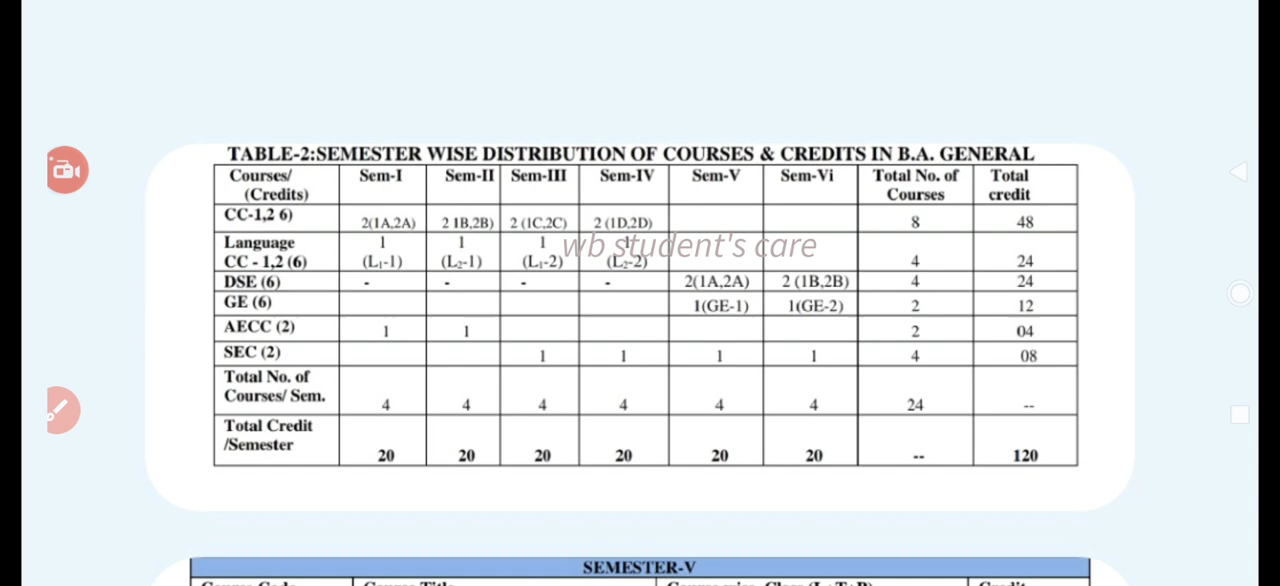 TABLE-2:SEMESTER WISE DISTRIBUTION OF COURSES & CREDITS IN B.A. GENERAL
Courses/ (Credits) Sem-I Sem-II Sem-III Sem-IV Sem-V Sem-Vi Total No. of Courses Total credit
CC-1,2 6) 2(1A,2A) 2 1B,2B) 2 (1C,2C) 2 (1D,2D) 8 48
Language CC - 1,2 (6) 1 (L1-1) 1 (L2-1) 1 (L1-2) 1 (L2-2) 4 24
wb student's care
DSE (6) - - - - 2(1A,2A) 2 (1B,2B) 4 24
GE (6) 1(GE-1) 1(GE-2) 2 12
AECC (2) 1 1 2 04
SEC (2) 1 1 1 1 4 08
Total No. of Courses/ Sem. 4 4 4 4 4 4 24 --
Total Credit /Semester 20 20 20 20 20 20 -- 120
SEMESTER-V